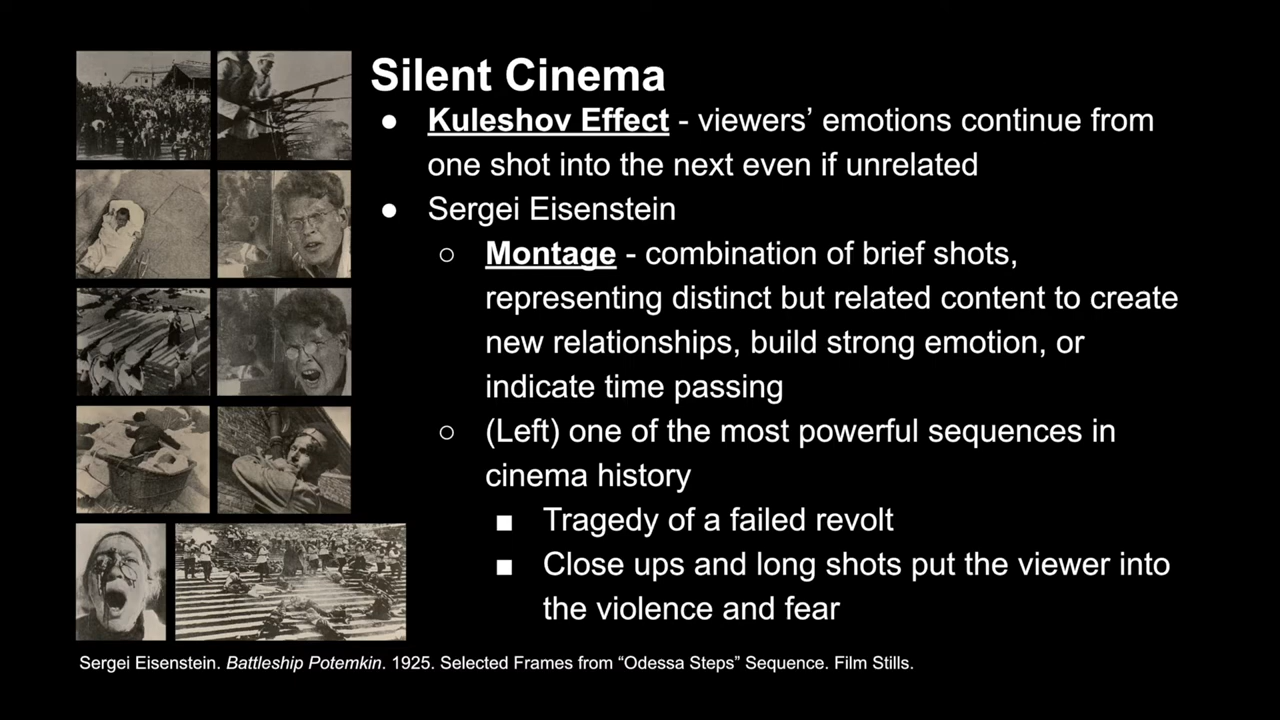 Silent Cinema
● Kuleshov Effect - viewers’ emotions continue from
one shot into the next even if unrelated
● Sergei Eisenstein
○ Montage - combination of brief shots,
representing distinct but related content to create
new relationships, build strong emotion, or
indicate time passing
○ (Left) one of the most powerful sequences in
cinema history
■ Tragedy of a failed revolt
■ Close ups and long shots put the viewer into
the violence and fear
Sergei Eisenstein. Battleship Potemkin. 1925. Selected Frames from “Odessa Steps” Sequence. Film Stills.